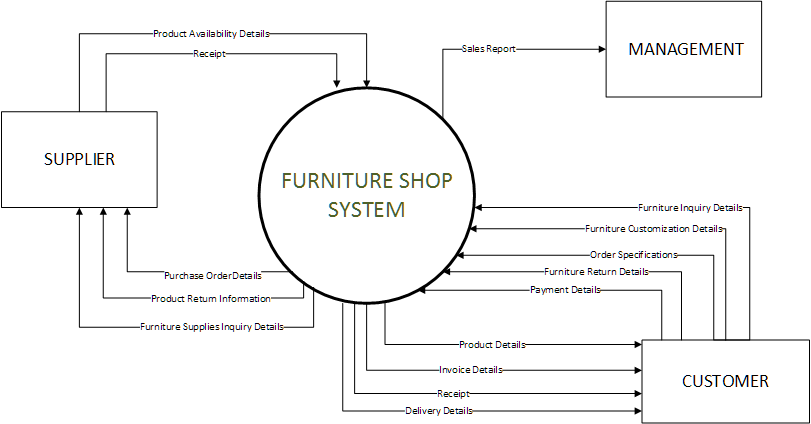 Product Availability Details
Receipt
Sales Report
MANAGEMENT
SUPPLIER
FURNITURE SHOP
SYSTEM
Furniture Inquiry Details
Furniture Customization Details
Order Specifications
Furniture Return Details
Payment Details
Purchase OrderDetails
Product Return Information
Furniture Supplies Inquiry Details
Product Details
Invoice Details
Receipt
Delivery Details
CUSTOMER